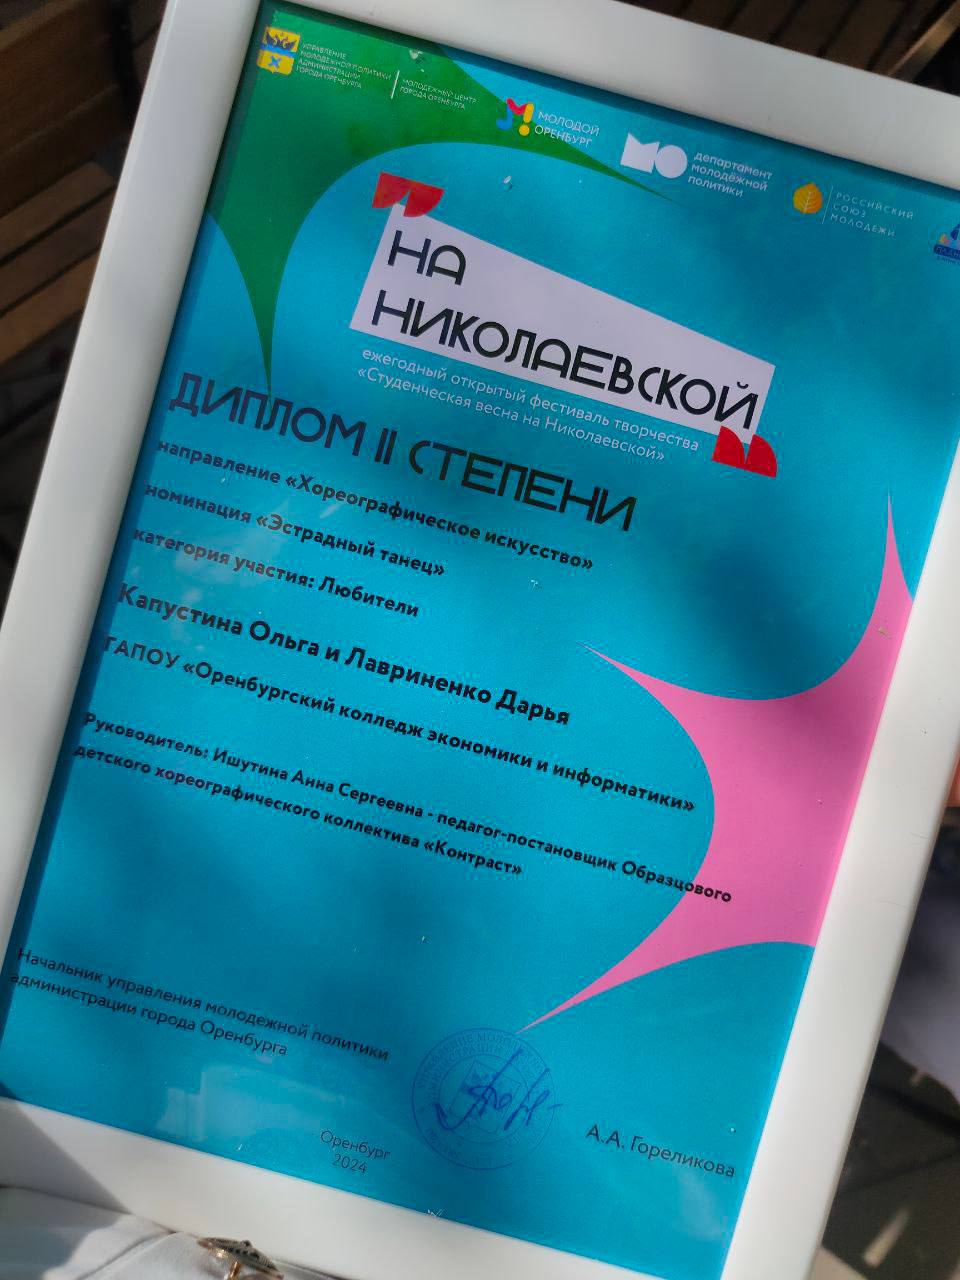 УПРАВЛЕНИЕ
МОЛОДЕЖНОЙ ПОЛИТИКИ
АДМИНИСТРАЦИИ
ГОРОДА ОРЕНБУРГА
МОЛОДЕЖНЫЙ ЦЕНТР
ГОРОДА ОРЕНБУРГА
МОЛОДОЙ
ОРЕНБУРГ
МО
департамент
молодёжной
политики
РОССИЙСКИЙ
СОЮЗ
МОЛОДЕЖИ
НА
НИКОЛАЕВСКОЙ
ежегодный открытый фестиваль творчества
«Студенческая весна на Николаевской»
ДИПЛОМ II СТЕПЕНИ
направление «Хореографическое искусство»
номинация «Эстрадный танец»
категория участия: Любители
Капустина Ольга и Лавриненко Дарья
ГАПОУ «Оренбургский колледж экономики и информатики»
Руководитель: Ишутина Анна Сергеевна - педагог-постановщик Образцового
детского хореографического коллектива «Контраст»
Начальник управления молодежной политики
администрации города Оренбурга
А.А. Гореликова
Оренбург
2024